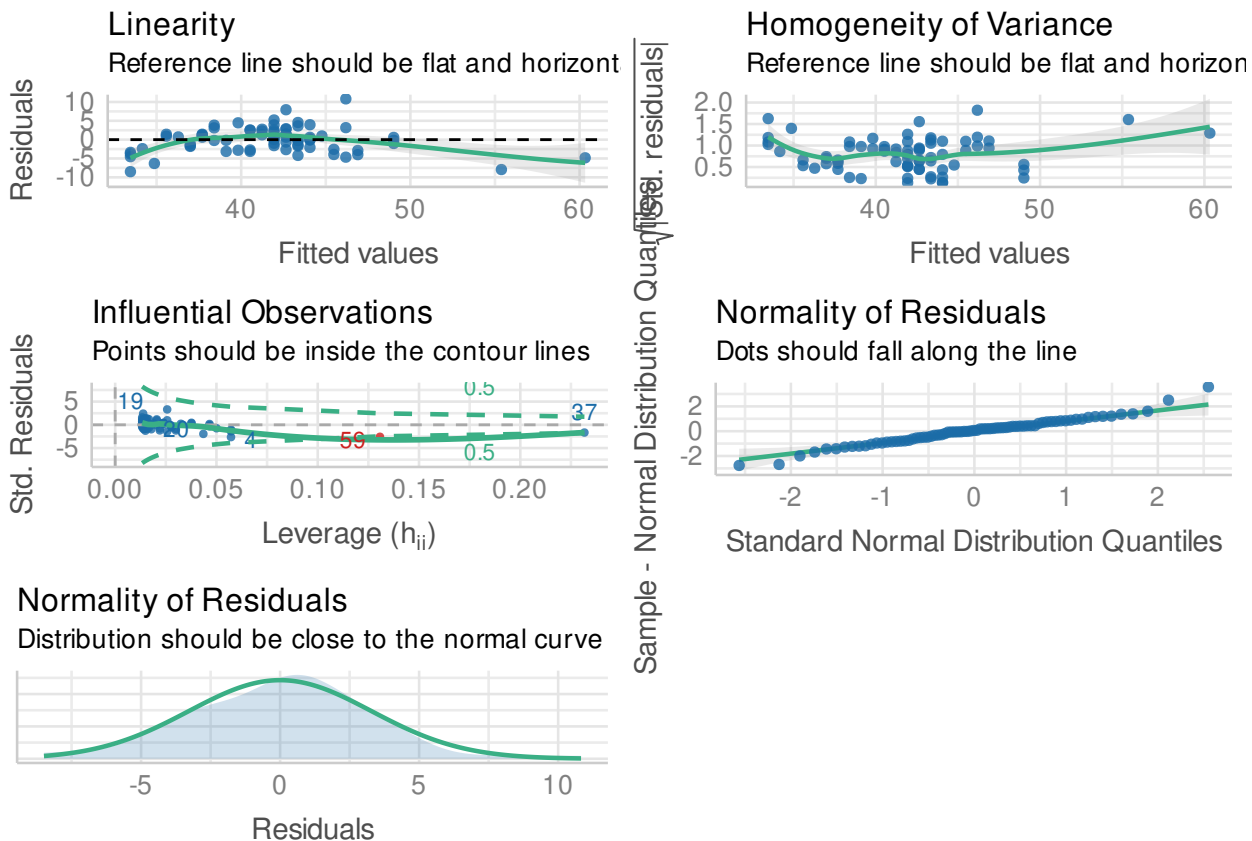 Linearity
Reference line should be flat and horizont
Residuals
10
5
0
-5
-10
40
50
60
Fitted values
Homogeneity of Variance
Reference line should be flat and horizon
√|Std. residuals|
2.0
1.5
1.0
0.5
40
50
60
Fitted values
Influential Observations
Points should be inside the contour lines
Std. Residuals
5
0
-5
0.5
19
37
20
4
59
0.5
0.00
0.05
0.10
0.15
0.20
Leverage (hii)
Normality of Residuals
Dots should fall along the line
Sample - Normal Distribution Quantiles
2
0
-2
-2
-1
0
1
2
Standard Normal Distribution Quantiles
Normality of Residuals
Distribution should be close to the normal curve
-5
0
5
10
Residuals